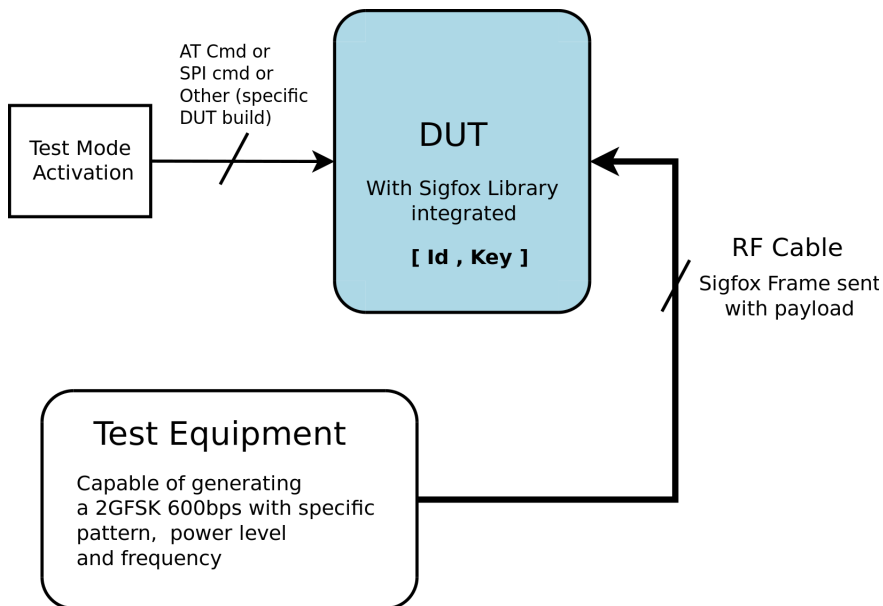 AT Cmd or
SPI cmd or
Other (specific
DUT build)
Test Mode
Activation
DUT
With Sigfox Library
integrated
[ Id , Key ]
RF Cable
Sigfox Frame sent
with payload
Test Equipment
Capable of generating
a 2GFSK 600bps with specific
pattern,  power level
and frequency